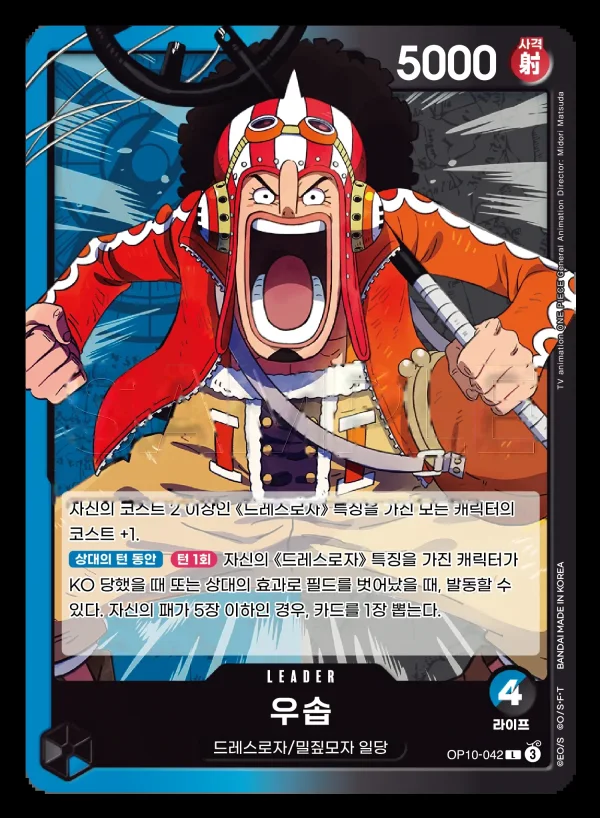 5000
사격
射
TV animation ONE PIECE General Animation Director: Midori Matsuda
SAMPLE
자신의 코스트 2 이상인 《드레스로자》 특징을 가진 모든 캐릭터의
코스트 +1.
상대의 턴 동안 턴 1회 자신의 《드레스로자》 특징을 가진 캐릭터가
KO 당했을 때 또는 상대의 효과로 필드를 벗어났을 때, 발동할 수
있다. 자신의 패가 5장 이하인 경우, 카드를 1장 뽑는다.
BANDAI MADE IN KOREA
©EO/S ©O/S·F·T
LEADER
우솝
4
라이프
드레스로자/밀짚모자 일당
OP10-042 L 3